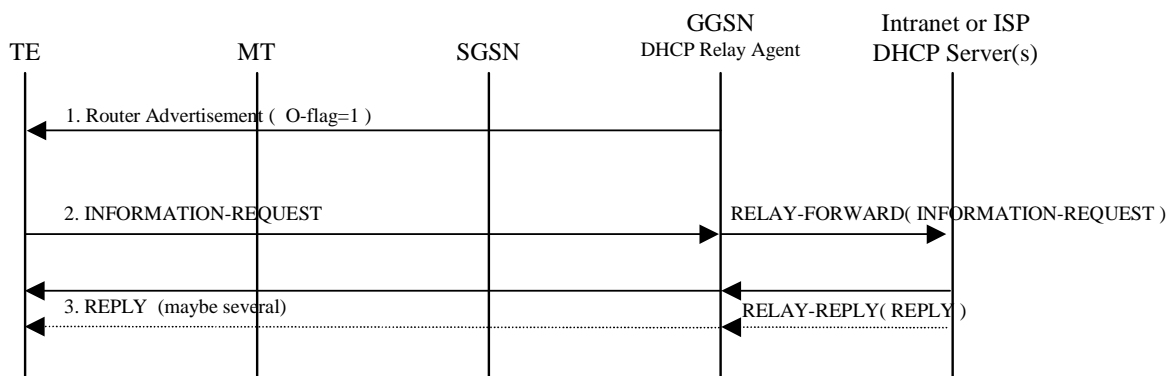 GGSN
Intranet or ISP
TE
MT
SGSN
DHCP Relay Agent
DHCP Server(s)
1. Router Advertisement ( O-flag=1 )
2. INFORMATION-REQUEST
RELAY-FORWARD( INFORMATION-REQUEST )
3. REPLY (maybe several)
RELAY-REPLY( REPLY )